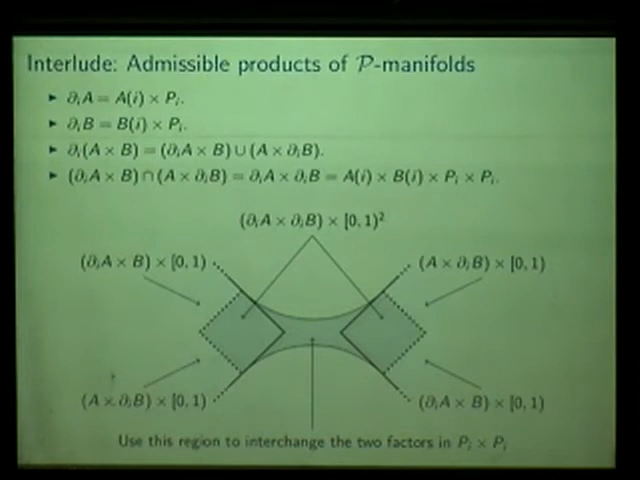 Interlude: Admissible products of 𝒫-manifolds
▸ ∂ᵢA = A(i) × Pᵢ.
▸ ∂ᵢB = B(i) × Pᵢ.
▸ ∂ᵢ(A × B) = (∂ᵢA × B) ∪ (A × ∂ᵢB).
▸ (∂ᵢA × B) ∩ (A × ∂ᵢB) = ∂ᵢA × ∂ᵢB = A(i) × B(i) × Pᵢ × Pᵢ.
(∂ᵢA × ∂ᵢB) × [0, 1)²
(∂ᵢA × B) × [0, 1)
(A × ∂ᵢB) × [0, 1)
(A × ∂ᵢB) × [0, 1)
(∂ᵢA × B) × [0, 1)
Use this region to interchange the two factors in Pᵢ × Pᵢ